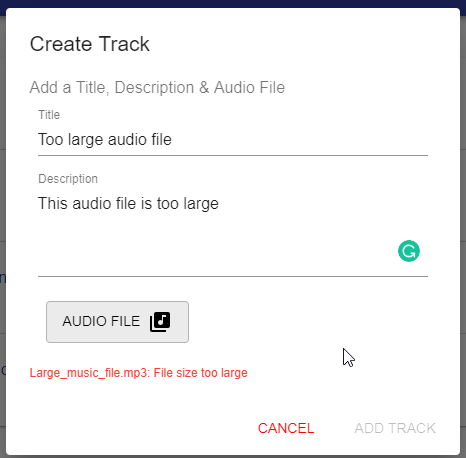 Create Track
Add a Title, Description & Audio File
Title
Too large audio file
Description
This audio file is too large
AUDIO FILE
Large_music_file.mp3: File size too large
CANCEL ADD TRACK